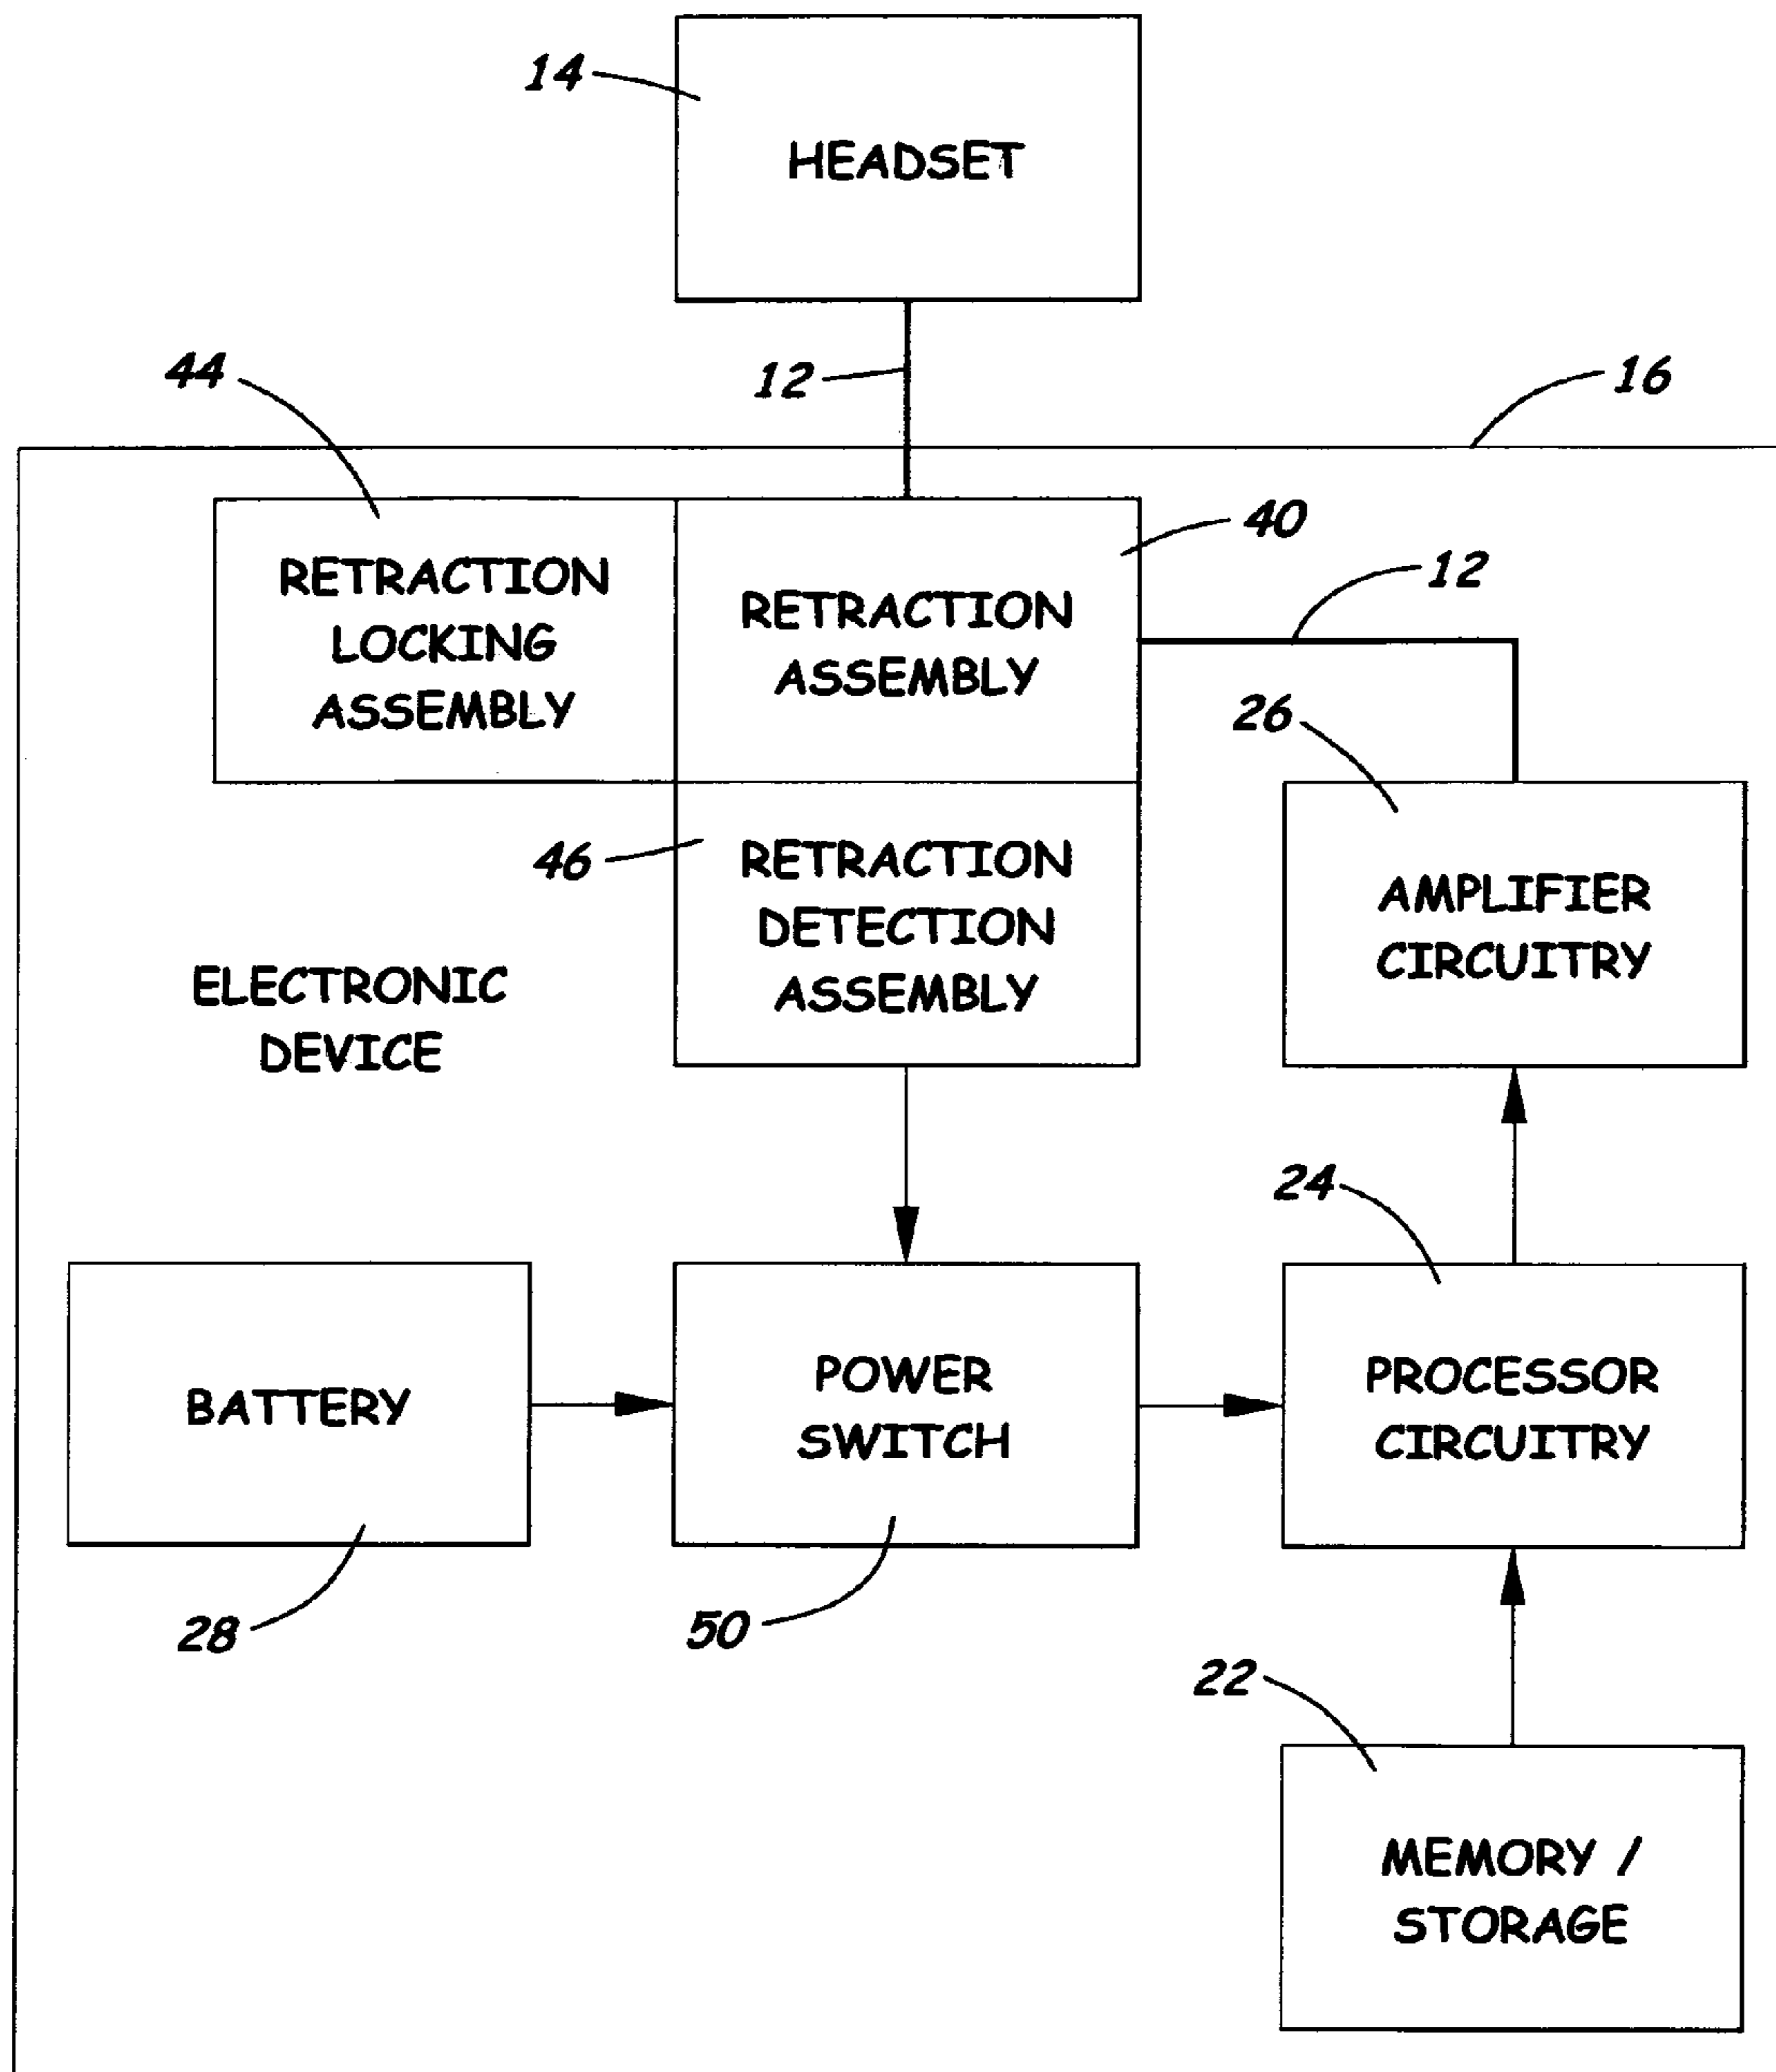 14
HEADSET
44
12
16
40
RETRACTION
LOCKING
ASSEMBLY
RETRACTION
ASSEMBLY
12
26
46
RETRACTION
DETECTION
ASSEMBLY
AMPLIFIER
CIRCUITRY
ELECTRONIC
DEVICE
24
BATTERY
POWER
SWITCH
PROCESSOR
CIRCUITRY
28
50
22
MEMORY /
STORAGE